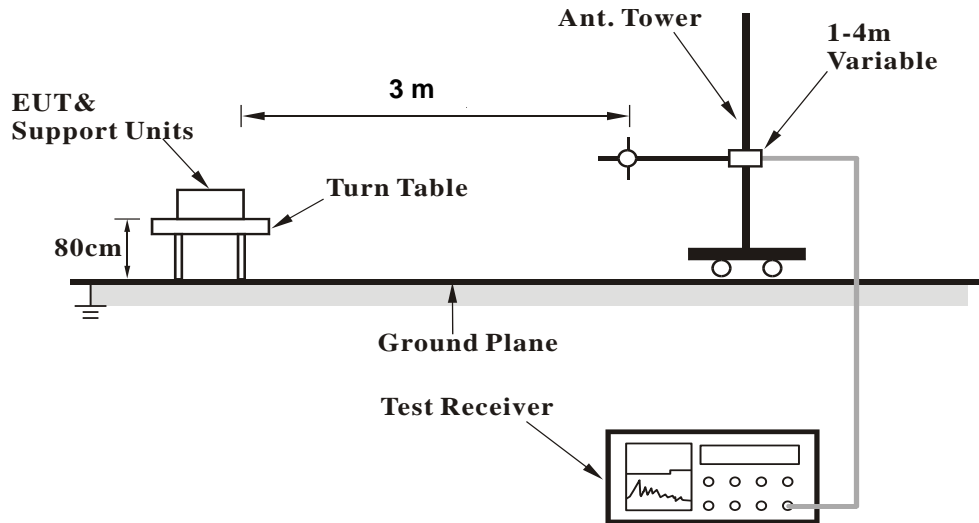 Ant. Tower
1-4m
Variable
3 m
EUT&
Support Units
Turn Table
80cm
Ground Plane
Test Receiver